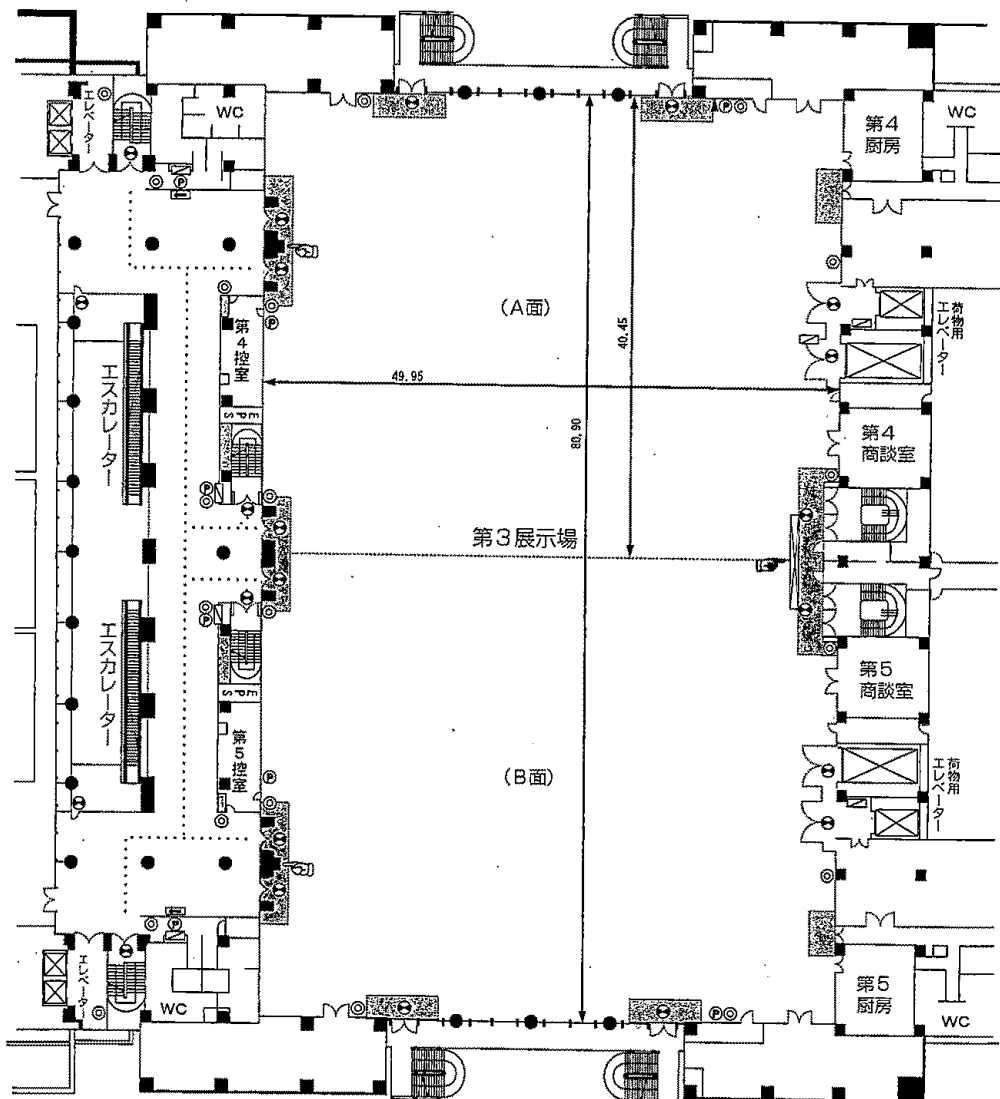 エレベーター
WC
第4
厨房
WC
P
P
第4控室
P
(A面)
40.45
荷物用
エレベーター
エスカレーター
49.95
80.90
EPS
第4
商談室
P
第3展示場
P
エスカレーター
EPS
第5控室
第5
商談室
P
(B面)
荷物用
エレベーター
P
エレベータ
WC
P
第5
厨房
WC